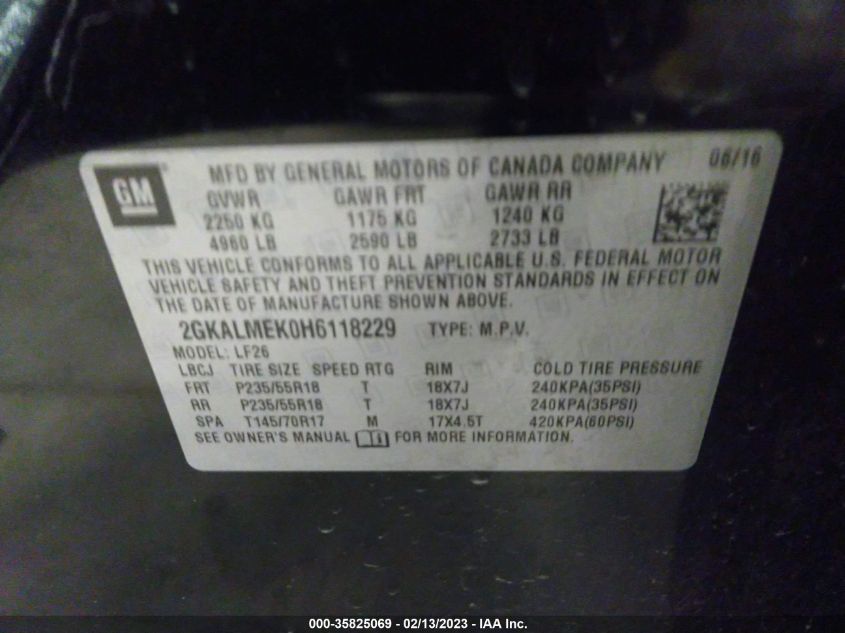 GM
MFD BY GENERAL MOTORS OF CANADA COMPANY 06/16
GVWR GAWR FRT GAWR RR
2250 KG 1175 KG 1240 KG
4960 LB 2590 LB 2733 LB
THIS VEHICLE CONFORMS TO ALL APPLICABLE U.S. FEDERAL MOTOR
VEHICLE SAFETY AND THEFT PREVENTION STANDARDS IN EFFECT ON
THE DATE OF MANUFACTURE SHOWN ABOVE.
2GKALMEK0H6118229 TYPE: M.P.V.
MODEL: LF26
LBCJ TIRE SIZE SPEED RTG RIM COLD TIRE PRESSURE
FRT P235/55R18 T 18X7J 240KPA(35PSI)
RR P235/55R18 T 18X7J 240KPA(35PSI)
SPA T145/70R17 M 17X4.5T 420KPA(60PSI)
SEE OWNER'S MANUAL FOR MORE INFORMATION.
000-35825069 - 02/13/2023 - IAA Inc.